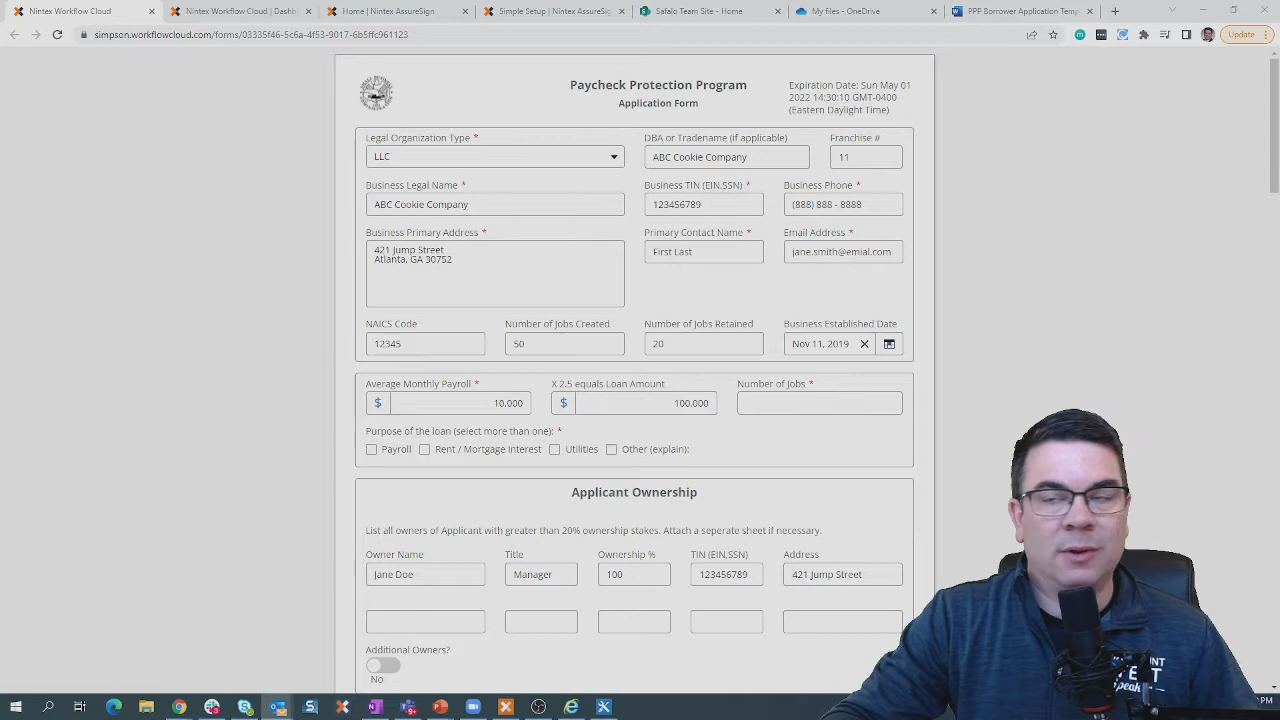 Nintex Workflow Cloud
Nintex Workflow Cloud | Dashb
Home | Nintex AssureSign
Simple Setup | Nintex AssureSign
Safalo Team Site - Home
My files - OneDrive
PPP Borrower Application Temp
simpson.workflowcloud.com/forms/03335f46-5c6a-4f53-9017-6b5ffc961123
Update
Paycheck Protection Program
Application Form
Expiration Date: Sun May 01
2022 14:30:10 GMT-0400
(Eastern Daylight Time)
Legal Organization Type *
DBA or Tradename (if applicable)
Franchise #
LLC
ABC Cookie Company
11
Business Legal Name *
Business TIN (EIN,SSN) *
Business Phone *
ABC Cookie Company
123456789
(888) 888 - 8888
Business Primary Address *
Primary Contact Name *
Email Address *
421 Jump Street
Atlanta, GA 30752
First Last
jane.smith@emial.com
NAICS Code
Number of Jobs Created
Number of Jobs Retained
Business Established Date
12345
50
20
Nov 11, 2019
Average Monthly Payroll *
X 2.5 equals Loan Amount
Number of Jobs *
$ 10.000
$ 100.000
Purpose of the loan (select more than one): *
Payroll
Rent / Mortgage Interest
Utilities
Other (explain):
Applicant Ownership
List all owners of Applicant with greater than 20% ownership stakes. Attach a seperate sheet if necessary.
Owner Name
Title
Ownership %
TIN (EIN,SSN)
Address
Jane Doe
Manager
100
123456789
421 Jump Street
Additional Owners?
No